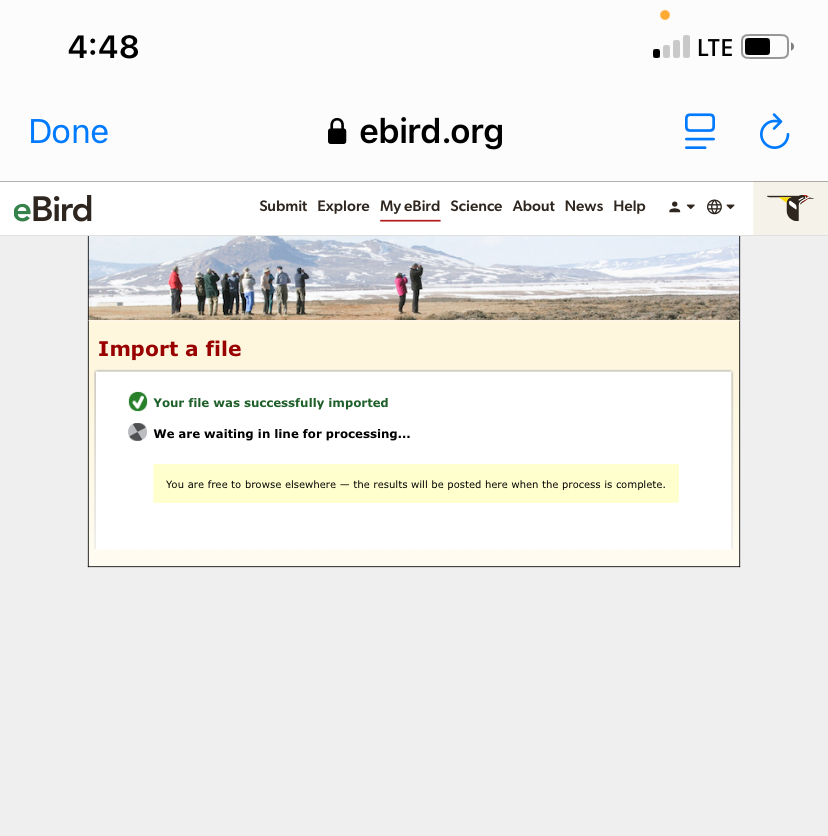 4:48
LTE
Done
ebird.org
eBird
Submit Explore My eBird Science About News Help
Import a file
Your file was successfully imported
We are waiting in line for processing...
You are free to browse elsewhere — the results will be posted here when the process is complete.